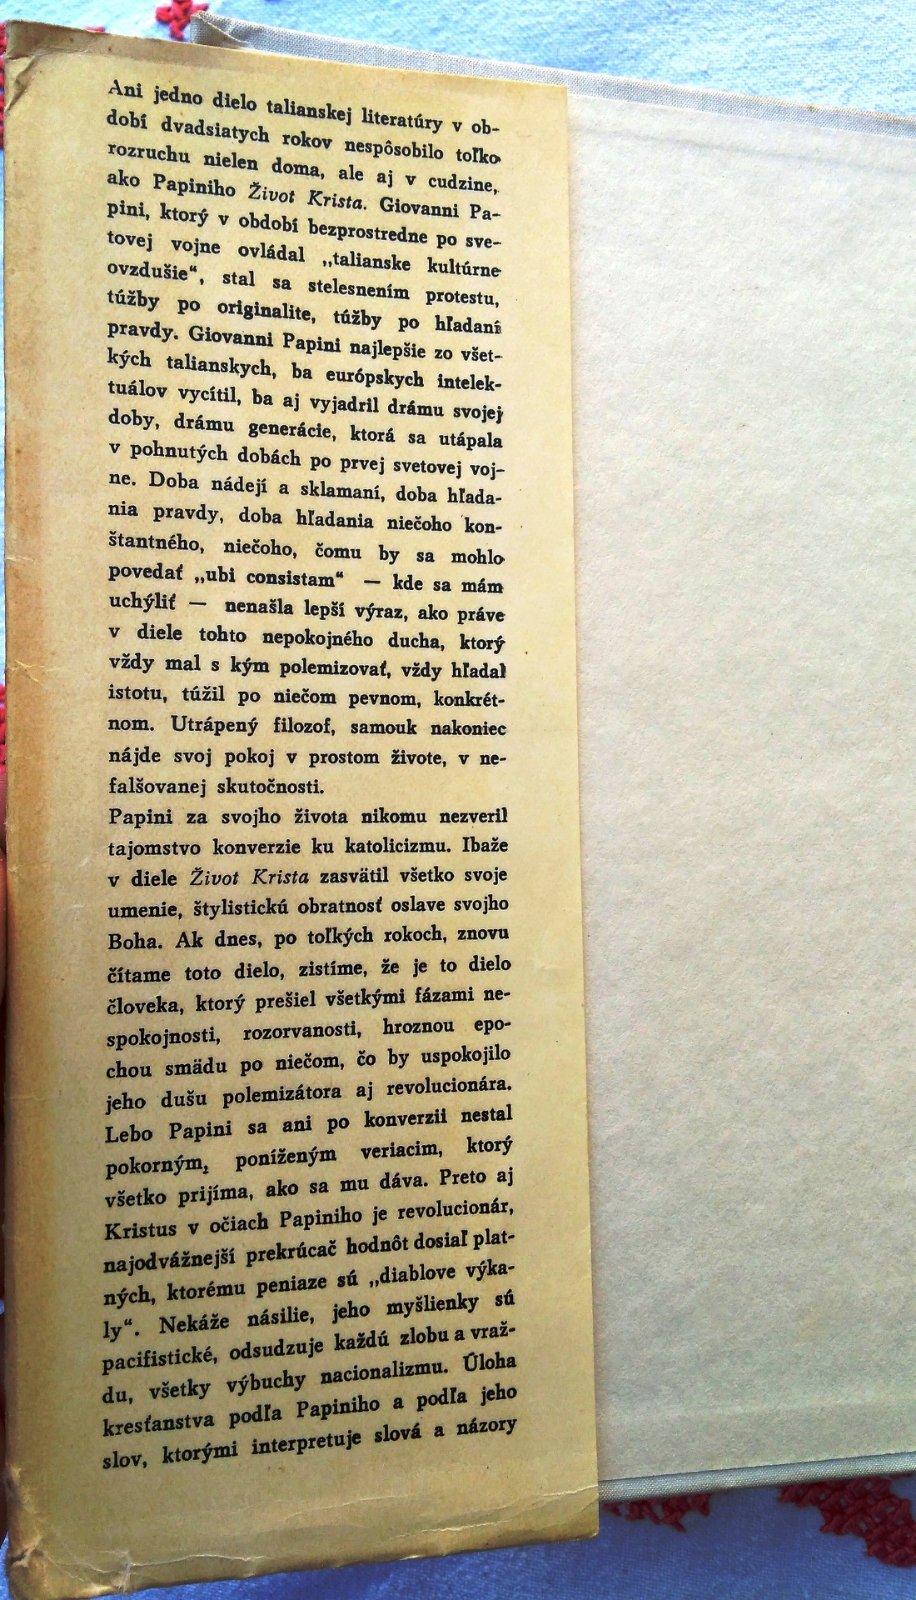 Ani jedno dielo talianskej literatúry v ob-
dobí dvadsiatych rokov nespôsobilo toľko
rozruchu nielen doma, ale aj v cudzine,
ako Papiniho Život Krista. Giovanni Pa-
pini, ktorý v období bezprostredne po sve-
tovej vojne ovládal „talianske kultúrne
ovzdušie“, stal sa stelesnením protestu,
túžby po originalite, túžby po hľadaní
pravdy. Giovanni Papini najlepšie zo všet-
kých talianskych, ba európskych intelek-
tuálov vycítil, ba aj vyjadril drámu svojej
doby, drámu generácie, ktorá sa utápala
v pohnutých dobách po prvej svetovej voj-
ne. Doba nádejí a sklamaní, doba hľada-
nia pravdy, doba hľadania niečoho kon-
štantného, niečoho, čomu by sa mohlo
povedať „ubi consistam“ — kde sa mám
uchýliť — nenašla lepší výraz, ako práve
v diele tohto nepokojného ducha, ktorý
vždy mal s kým polemizovať, vždy hľadal
istotu, túžil po niečom pevnom, konkrét-
nom. Utrápený filozof, samouk nakoniec
nájde svoj pokoj v prostom živote, v ne-
falšovanej skutočnosti.
Papini za svojho života nikomu nezveril
tajomstvo konverzie ku katolicizmu. Ibaže
v diele Život Krista zasvätil všetko svoje
umenie, štylistickú obratnosť oslave svojho
Boha. Ak dnes, po toľkých rokoch, znovu
čítame toto dielo, zistíme, že je to dielo
človeka, ktorý prešiel všetkými fázami ne-
spokojnosti, rozorvanosti, hroznou epo-
chou smädu po niečom, čo by uspokojilo
jeho dušu polemizátora aj revolucionára.
Lebo Papini sa ani po konverzii nestal
pokorným, poníženým veriacim, ktorý
všetko prijíma, ako sa mu dáva. Preto aj
Kristus v očiach Papiniho je revolucionár,
najodvážnejší prekrúcač hodnôt dosiaľ plat-
ných, ktorému peniaze sú „diablove výka-
ly“. Nekáže násilie, jeho myšlienky sú
pacifistické, odsudzuje každú zlobu a vraž-
du, všetky výbuchy nacionalizmu. Úloha
kresťanstva podľa Papiniho a podľa jeho
slov, ktorými interpretuje slová a názory